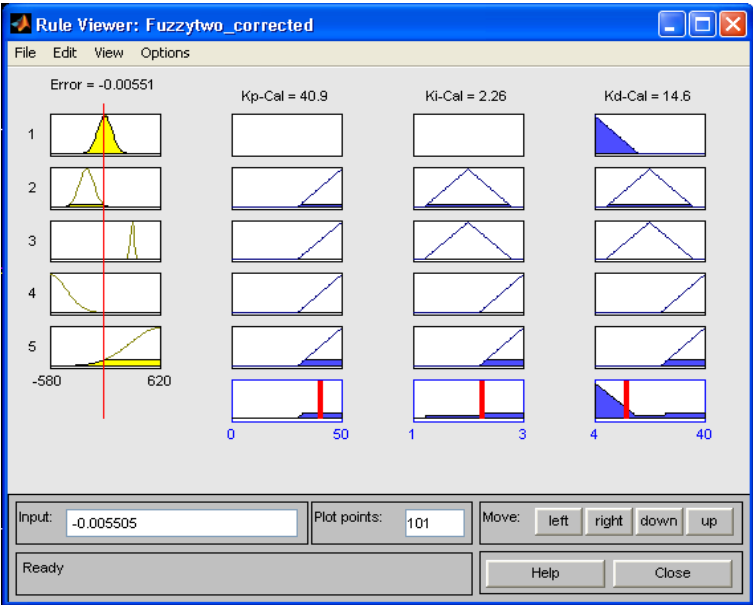 Rule Viewer: Fuzzytwo_corrected
File Edit View Options
Error = -0.00551
Kp-Cal = 40.9
Ki-Cal = 2.26
Kd-Cal = 14.6
1
2
3
4
5
-580 620
0 50
1 3
4 40
Input: -0.005505
Plot points: 101
Move: left right down up
Ready
Help Close